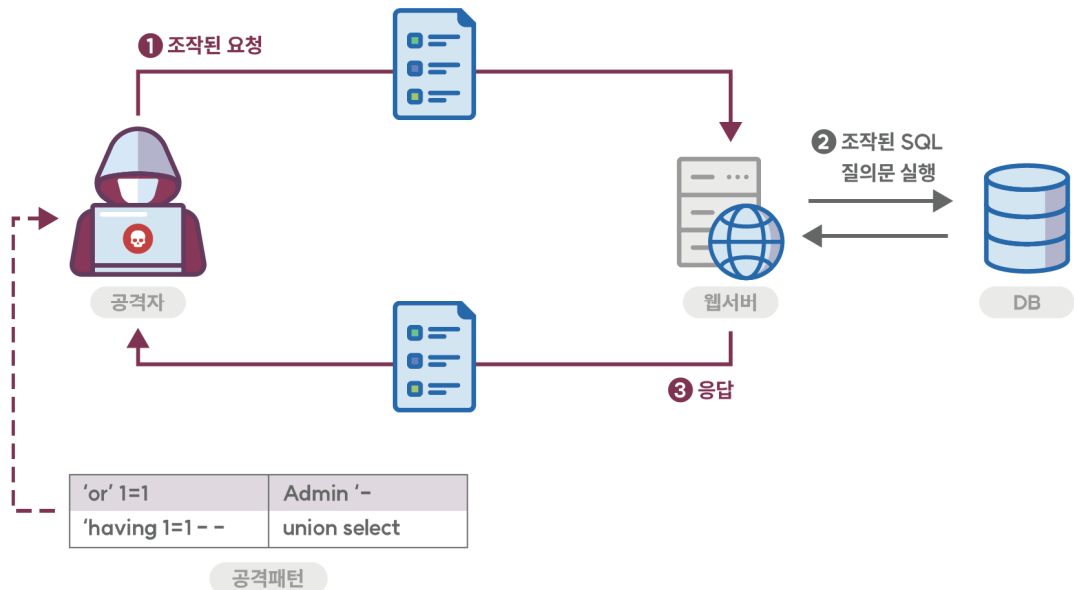 ❶ 조작된 요청
❷ 조작된 SQL
질의문 실행
공격자
웹서버
DB
❸ 응답
‘or’ 1=1
Admin ‘-
‘having 1=1 - -
union select
공격패턴